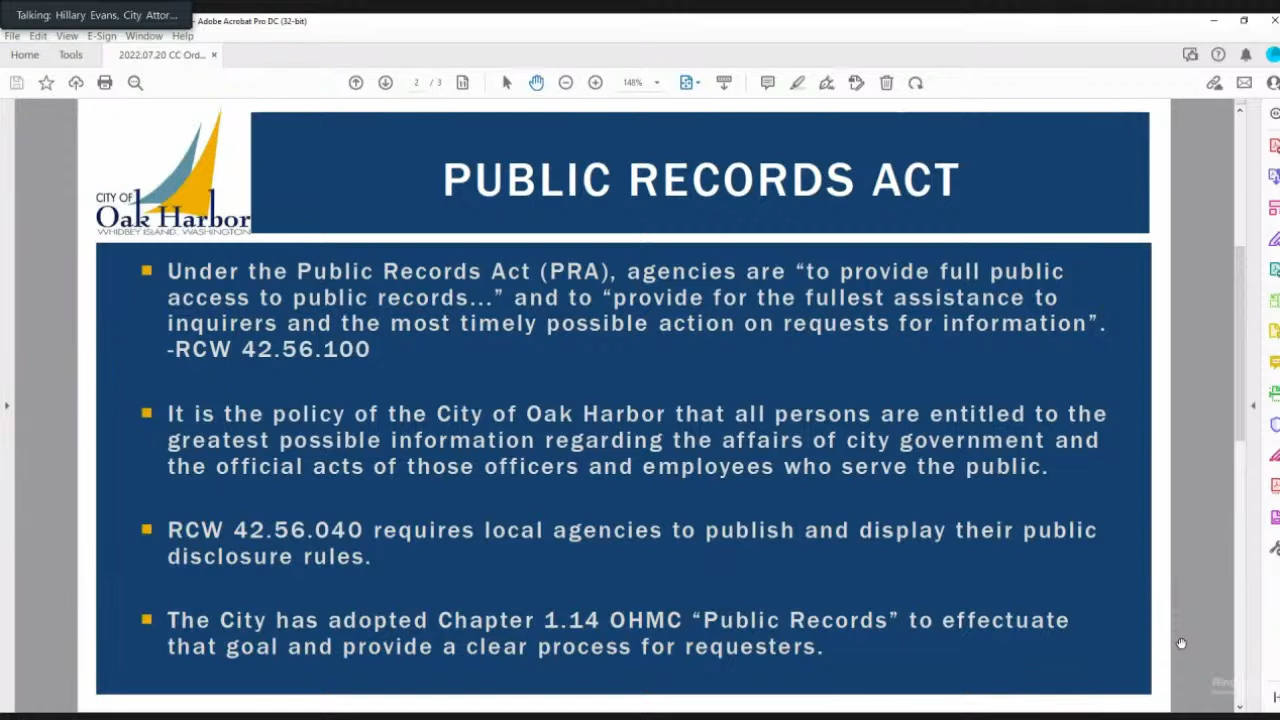 Talking: Hillary Evans, City Attor...
- Adobe Acrobat Pro DC (32-bit)
File Edit View E-Sign Window Help
Home Tools 2022.07.20 CC Ord... ×
2 / 3 148%
CITY OF
Oak Harbor
WHIDBEY ISLAND, WASHINGTON
PUBLIC RECORDS ACT
Under the Public Records Act (PRA), agencies are “to provide full public
access to public records...” and to “provide for the fullest assistance to
inquirers and the most timely possible action on requests for information”.
-RCW 42.56.100
It is the policy of the City of Oak Harbor that all persons are entitled to the
greatest possible information regarding the affairs of city government and
the official acts of those officers and employees who serve the public.
RCW 42.56.040 requires local agencies to publish and display their public
disclosure rules.
The City has adopted Chapter 1.14 OHMC “Public Records” to effectuate
that goal and provide a clear process for requesters.